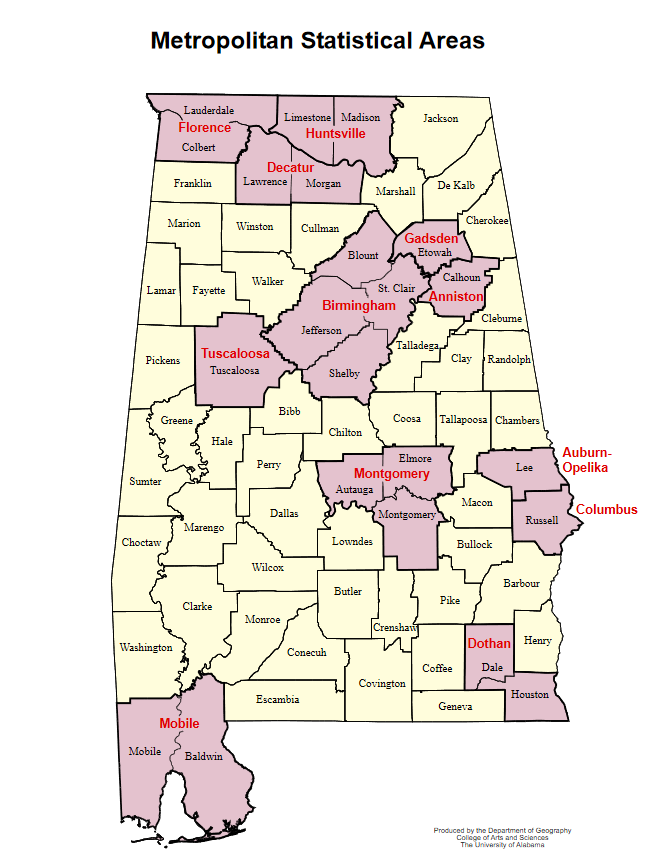 Metropolitan Statistical Areas
Lauderdale
Florence
Colbert
Limestone
Madison
Huntsville
Jackson
Decatur
Lawrence
Morgan
Franklin
Marshall
De Kalb
Cherokee
Marion
Winston
Cullman
Blount
Gadsden
Etowah
Lamar
Fayette
Walker
St. Clair
Calhoun
Anniston
Birmingham
Jefferson
Cleburne
Tuscaloosa
Tuscaloosa
Pickens
Shelby
Talladega
Clay
Randolph
Greene
Hale
Bibb
Chilton
Coosa
Tallapoosa
Chambers
Sumter
Perry
Elmore
Montgomery
Autauga
Lee
Auburn-
Opelika
Marengo
Dallas
Montgomery
Macon
Russell
Columbus
Choctaw
Lowndes
Bullock
Wilcox
Butler
Barbour
Clarke
Monroe
Crenshaw
Pike
Washington
Conecuh
Covington
Coffee
Dothan
Dale
Henry
Escambia
Geneva
Houston
Mobile
Mobile
Baldwin
Produced by the Department of Geography
College of Arts and Sciences
The University of Alabama